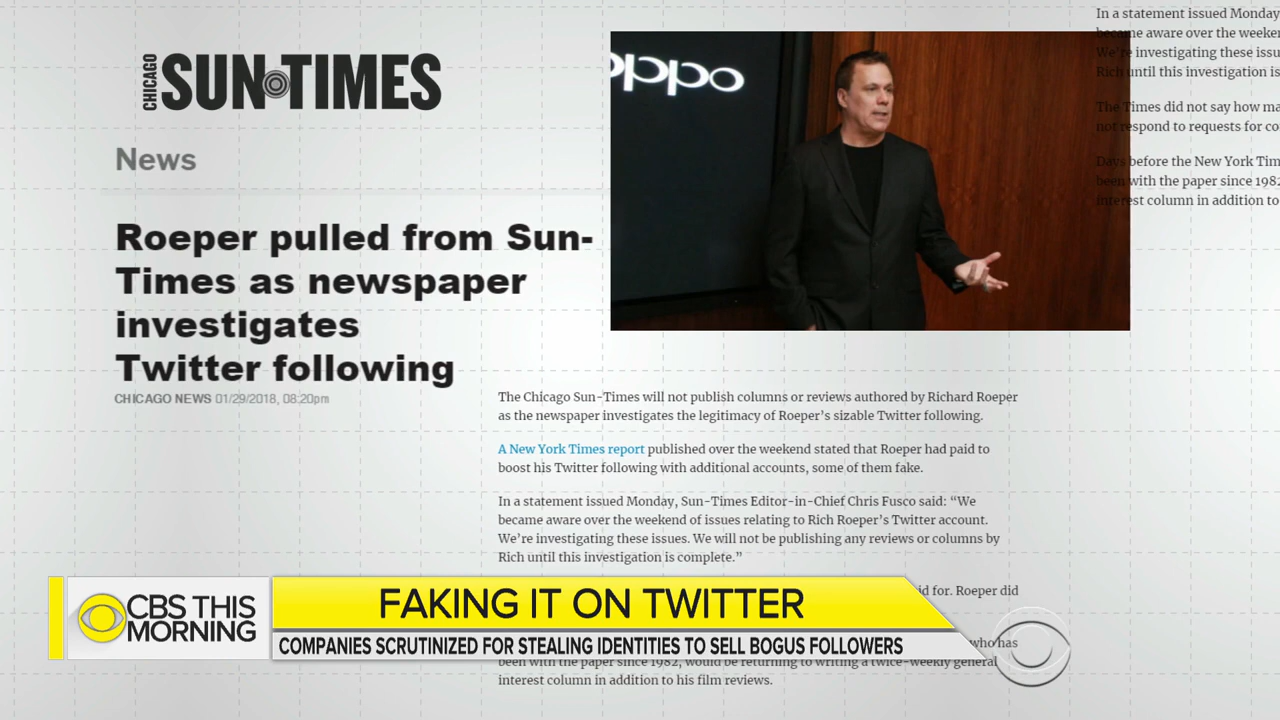 CHICAGO SUN-TIMES
News
Roeper pulled from Sun-
Times as newspaper
investigates
Twitter following
CHICAGO NEWS 01/29/2018, 08:20pm
oppo
The Chicago Sun-Times will not publish columns or reviews authored by Richard Roeper
as the newspaper investigates the legitimacy of Roeper’s sizable Twitter following.
A New York Times report published over the weekend stated that Roeper had paid to
boost his Twitter following with additional accounts, some of them fake.
In a statement issued Monday, Sun-Times Editor-in-Chief Chris Fusco said: “We
became aware over the weekend of issues relating to Rich Roeper’s Twitter account.
We’re investigating these issues. We will not be publishing any reviews or columns by
Rich until this investigation is complete.”
id for. Roeper did
who has
been with the paper since 1982, would be returning to writing a twice-weekly general
interest column in addition to his film reviews.
In a statement issued Monday
became aware over the weeken
We’re investigating these issu
Rich until this investigation is
The Times did not say how ma
not respond to requests for co
Days before the New York Tim
been with the paper since 1982
interest column in addition to
CBS THIS
MORNING
FAKING IT ON TWITTER
COMPANIES SCRUTINIZED FOR STEALING IDENTITIES TO SELL BOGUS FOLLOWERS